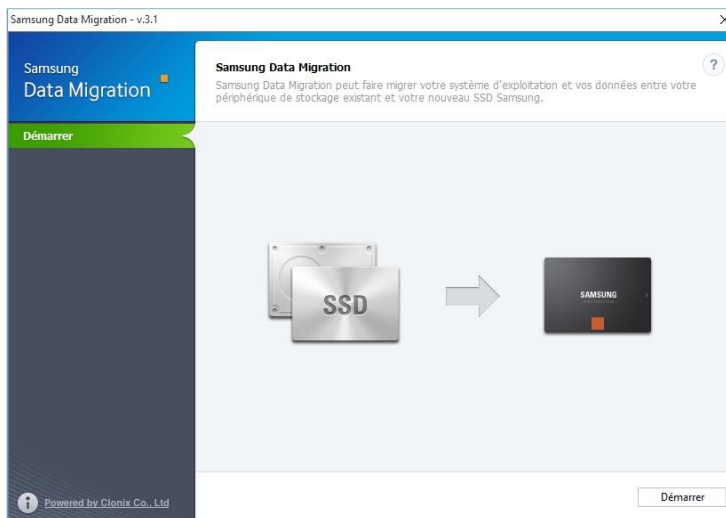 Samsung Data Migration - v.3.1
Samsung
Data Migration
Démarrer
Samsung Data Migration
?
Samsung Data Migration peut faire migrer votre système d'exploitation et vos données entre votre
périphérique de stockage existant et votre nouveau SSD Samsung.
SSD
SAMSUNG
Powered by Clonix Co., Ltd
Démarrer